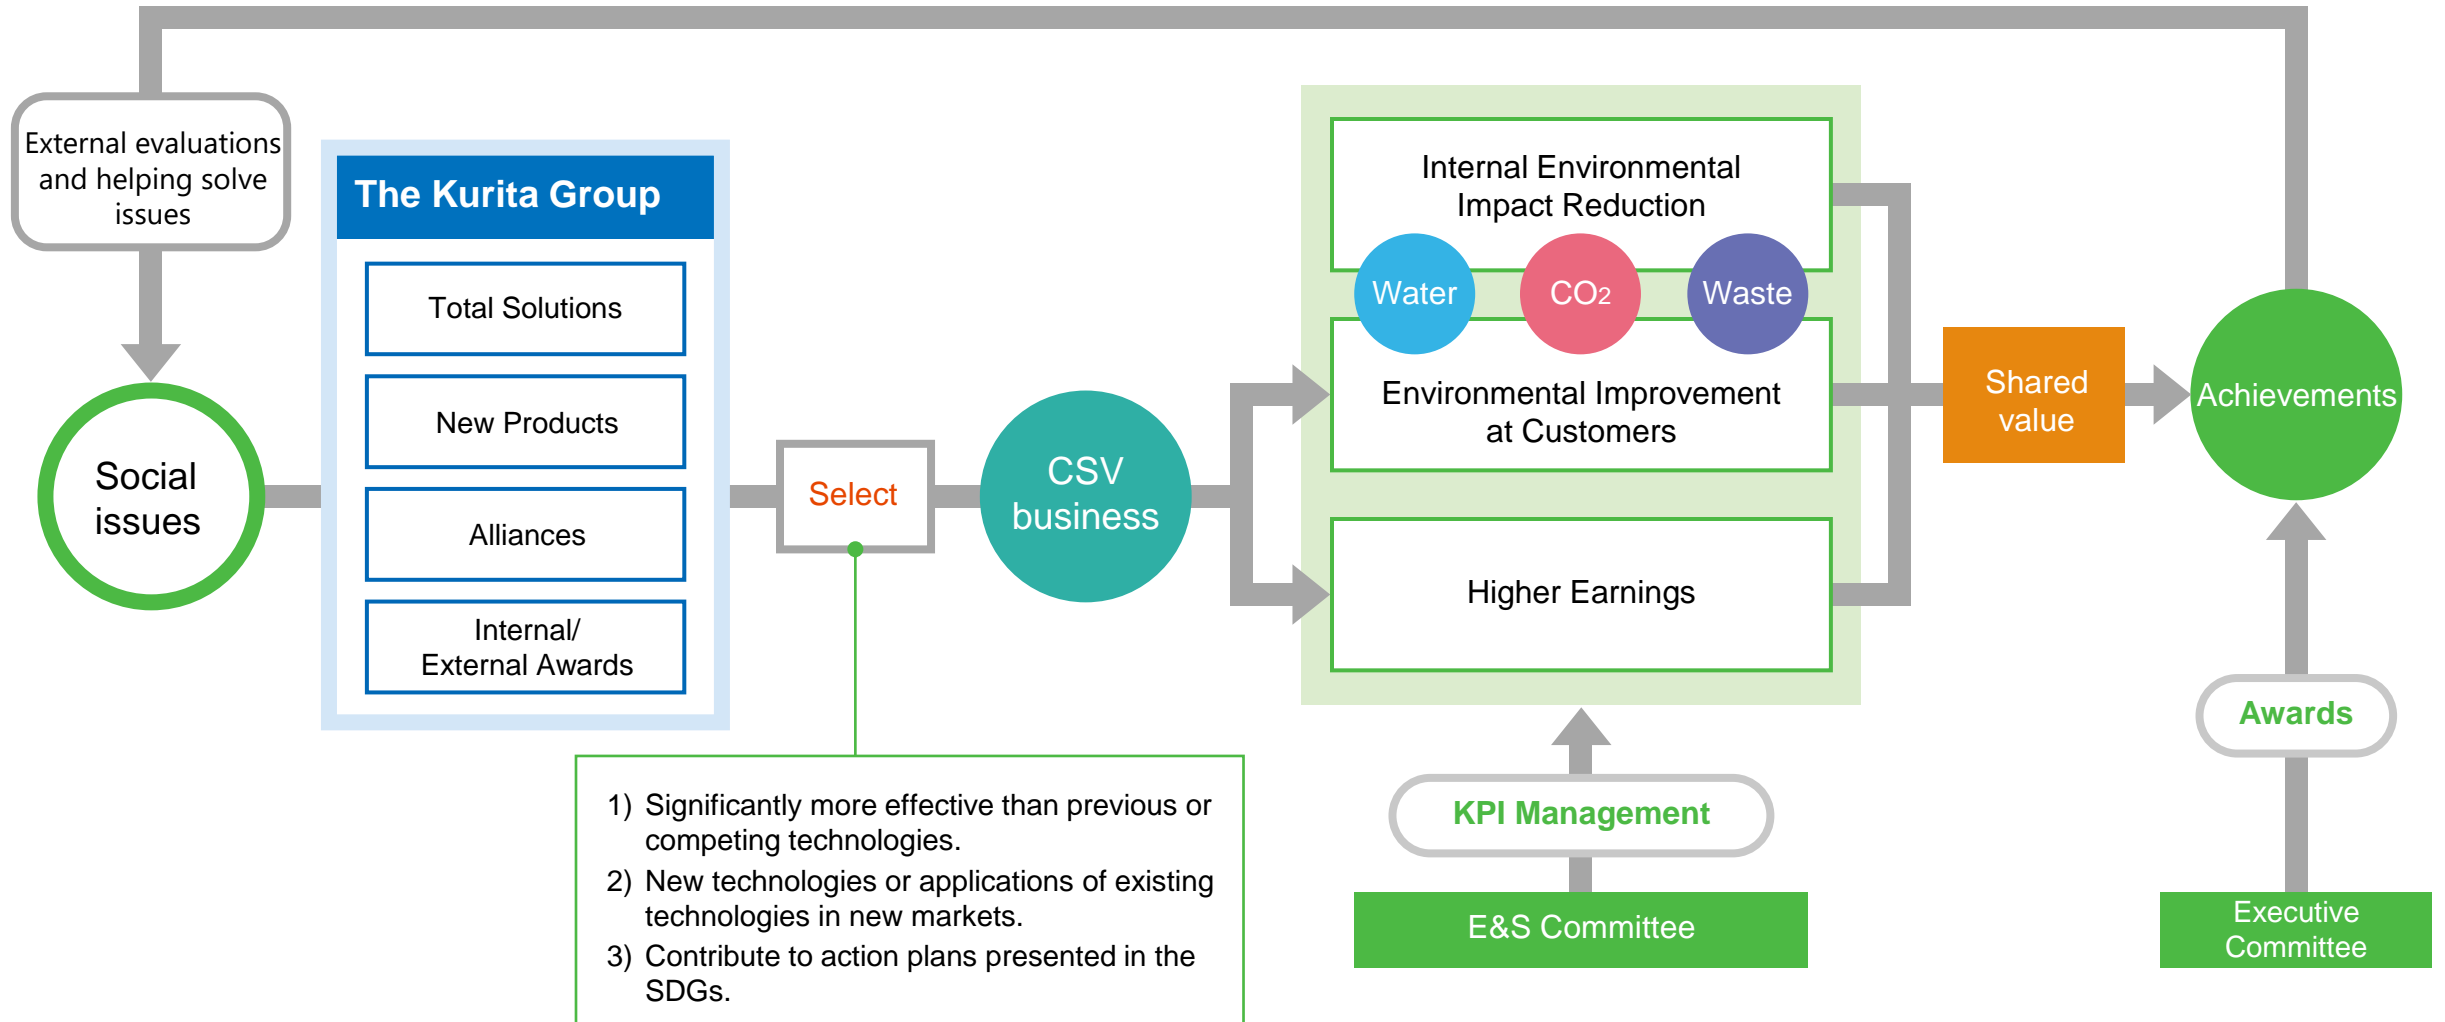 External evaluations
and helping solve
issues
Social
issues
The Kurita Group
Total Solutions
New Products
Alliances
Internal/
External Awards
Select
1) Significantly more effective than previous or
competing technologies.
2) New technologies or applications of existing
technologies in new markets.
3) Contribute to action plans presented in the
SDGs.
CSV
business
Internal Environmental
Impact Reduction
Water
CO2
Waste
Environmental Improvement
at Customers
Higher Earnings
KPI Management
E&S Committee
Shared
value
Achievements
Awards
Executive
Committee